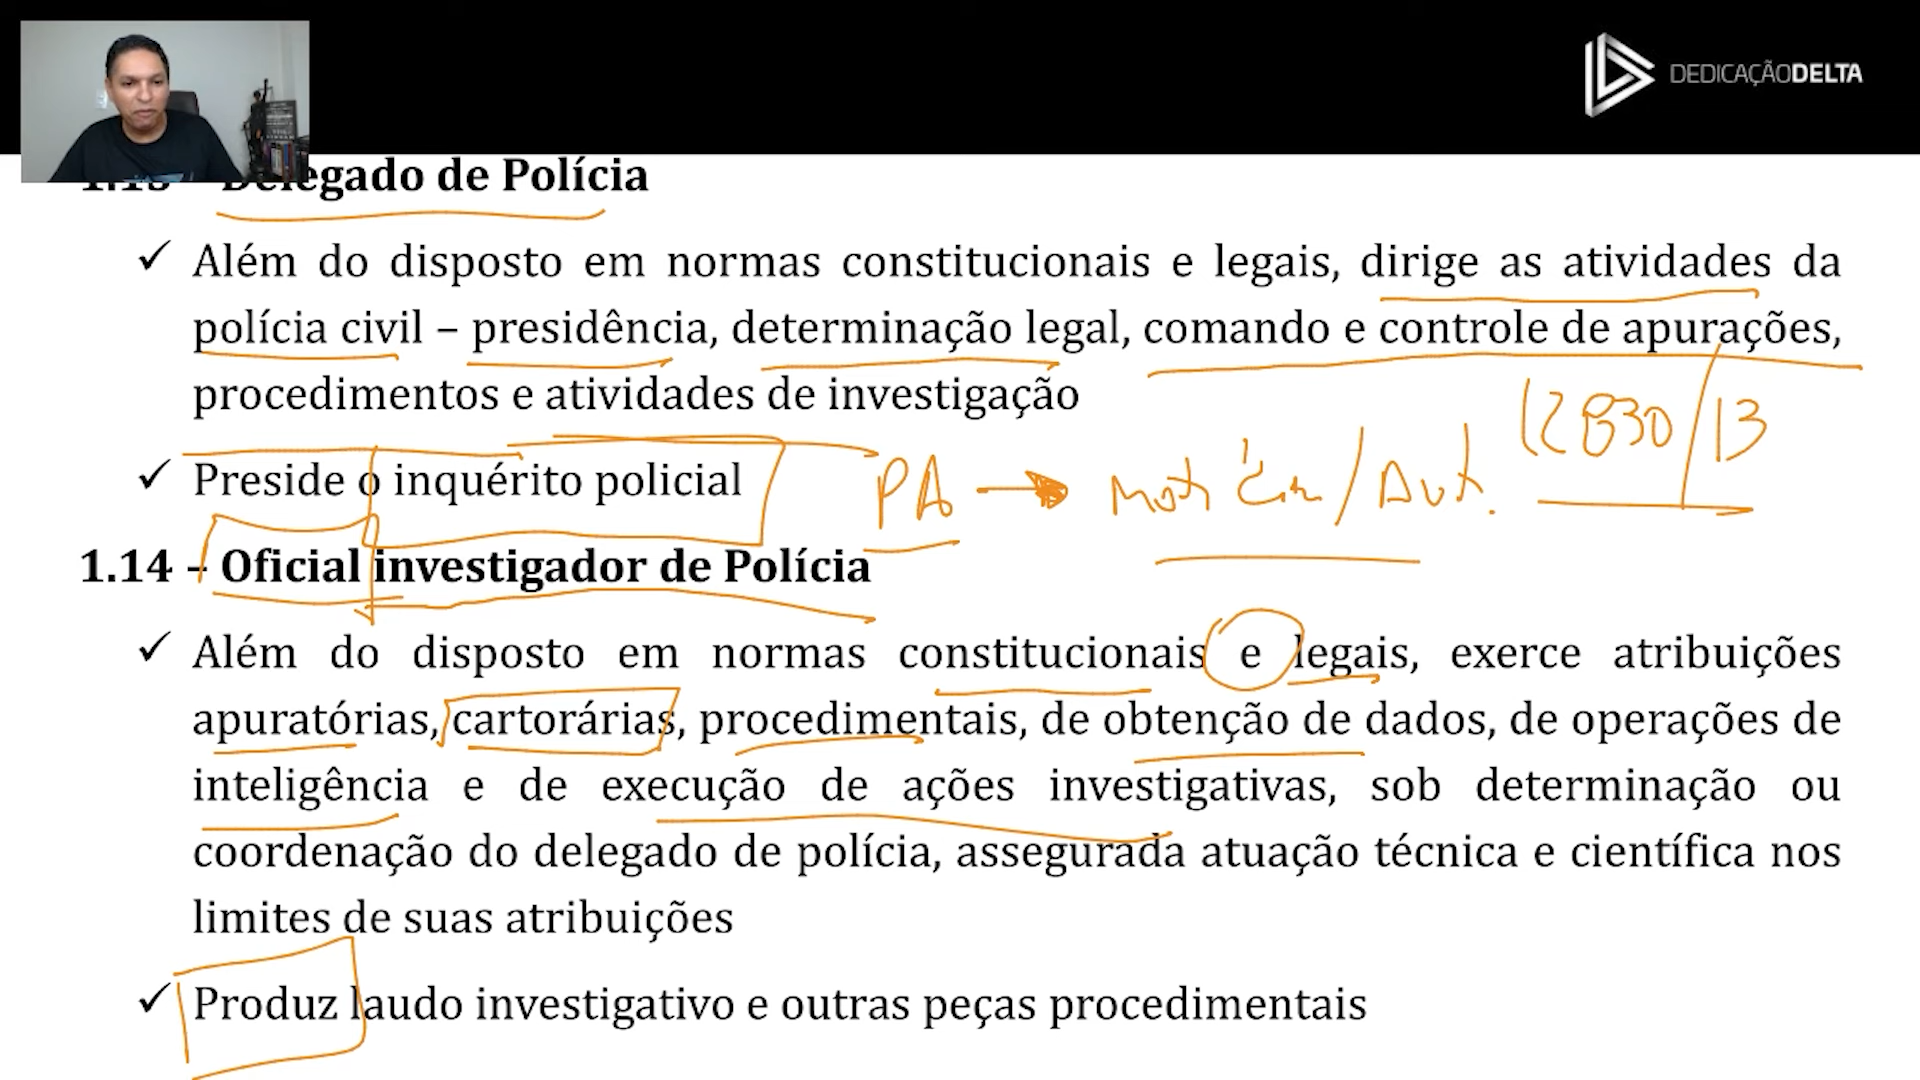 DEDICAÇÃODELTA
1.13 – Delegado de Polícia
✓ Além do disposto em normas constitucionais e legais, dirige as atividades da
polícia civil – presidência, determinação legal, comando e controle de apurações,
procedimentos e atividades de investigação
12830/13
✓ Preside o inquérito policial
PA →
1.14 – Oficial investigador de Polícia
✓ Além do disposto em normas constitucionais e legais, exerce atribuições
apuratórias, cartorárias, procedimentais, de obtenção de dados, de operações de
inteligência e de execução de ações investigativas, sob determinação ou
coordenação do delegado de polícia, assegurada atuação técnica e científica nos
limites de suas atribuições
✓ Produz laudo investigativo e outras peças procedimentais